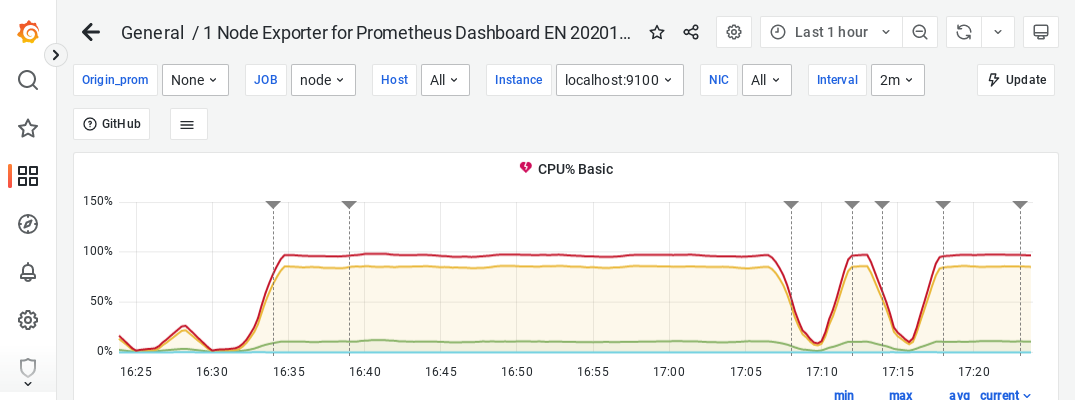 General / 1 Node Exporter for Prometheus Dashboard EN 20201...
Last 1 hour
Origin_prom None JOB node Host All Instance localhost:9100 NIC All Interval 2m Update
GitHub
CPU% Basic
150%
100%
50%
0%
16:25 16:30 16:35 16:40 16:45 16:50 16:55 17:00 17:05 17:10 17:15 17:20
min max avg current